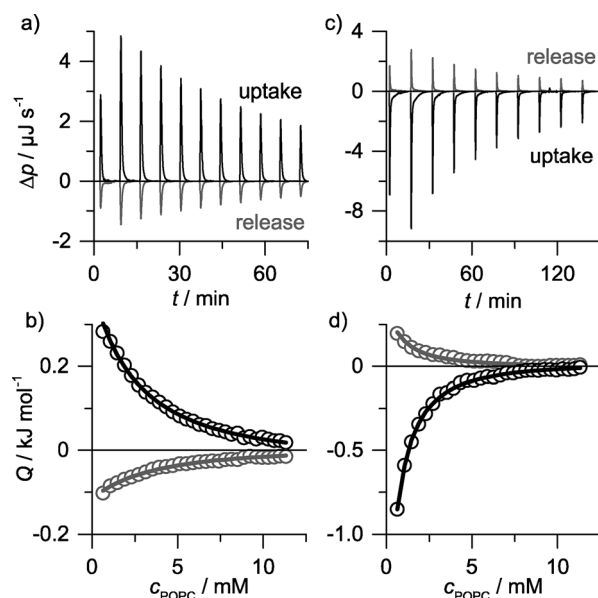 a)
4
2
0
-2
Δp / µJ s⁻¹
uptake
release
0
30
60
t / min
c)
0
-4
-8
release
uptake
0
60
120
t / min
b)
0.2
0
-0.2
Q / kJ mol⁻¹
0
5
10
cPOPC / mM
d)
0
-0.5
-1.0
0
5
10
cPOPC / mM